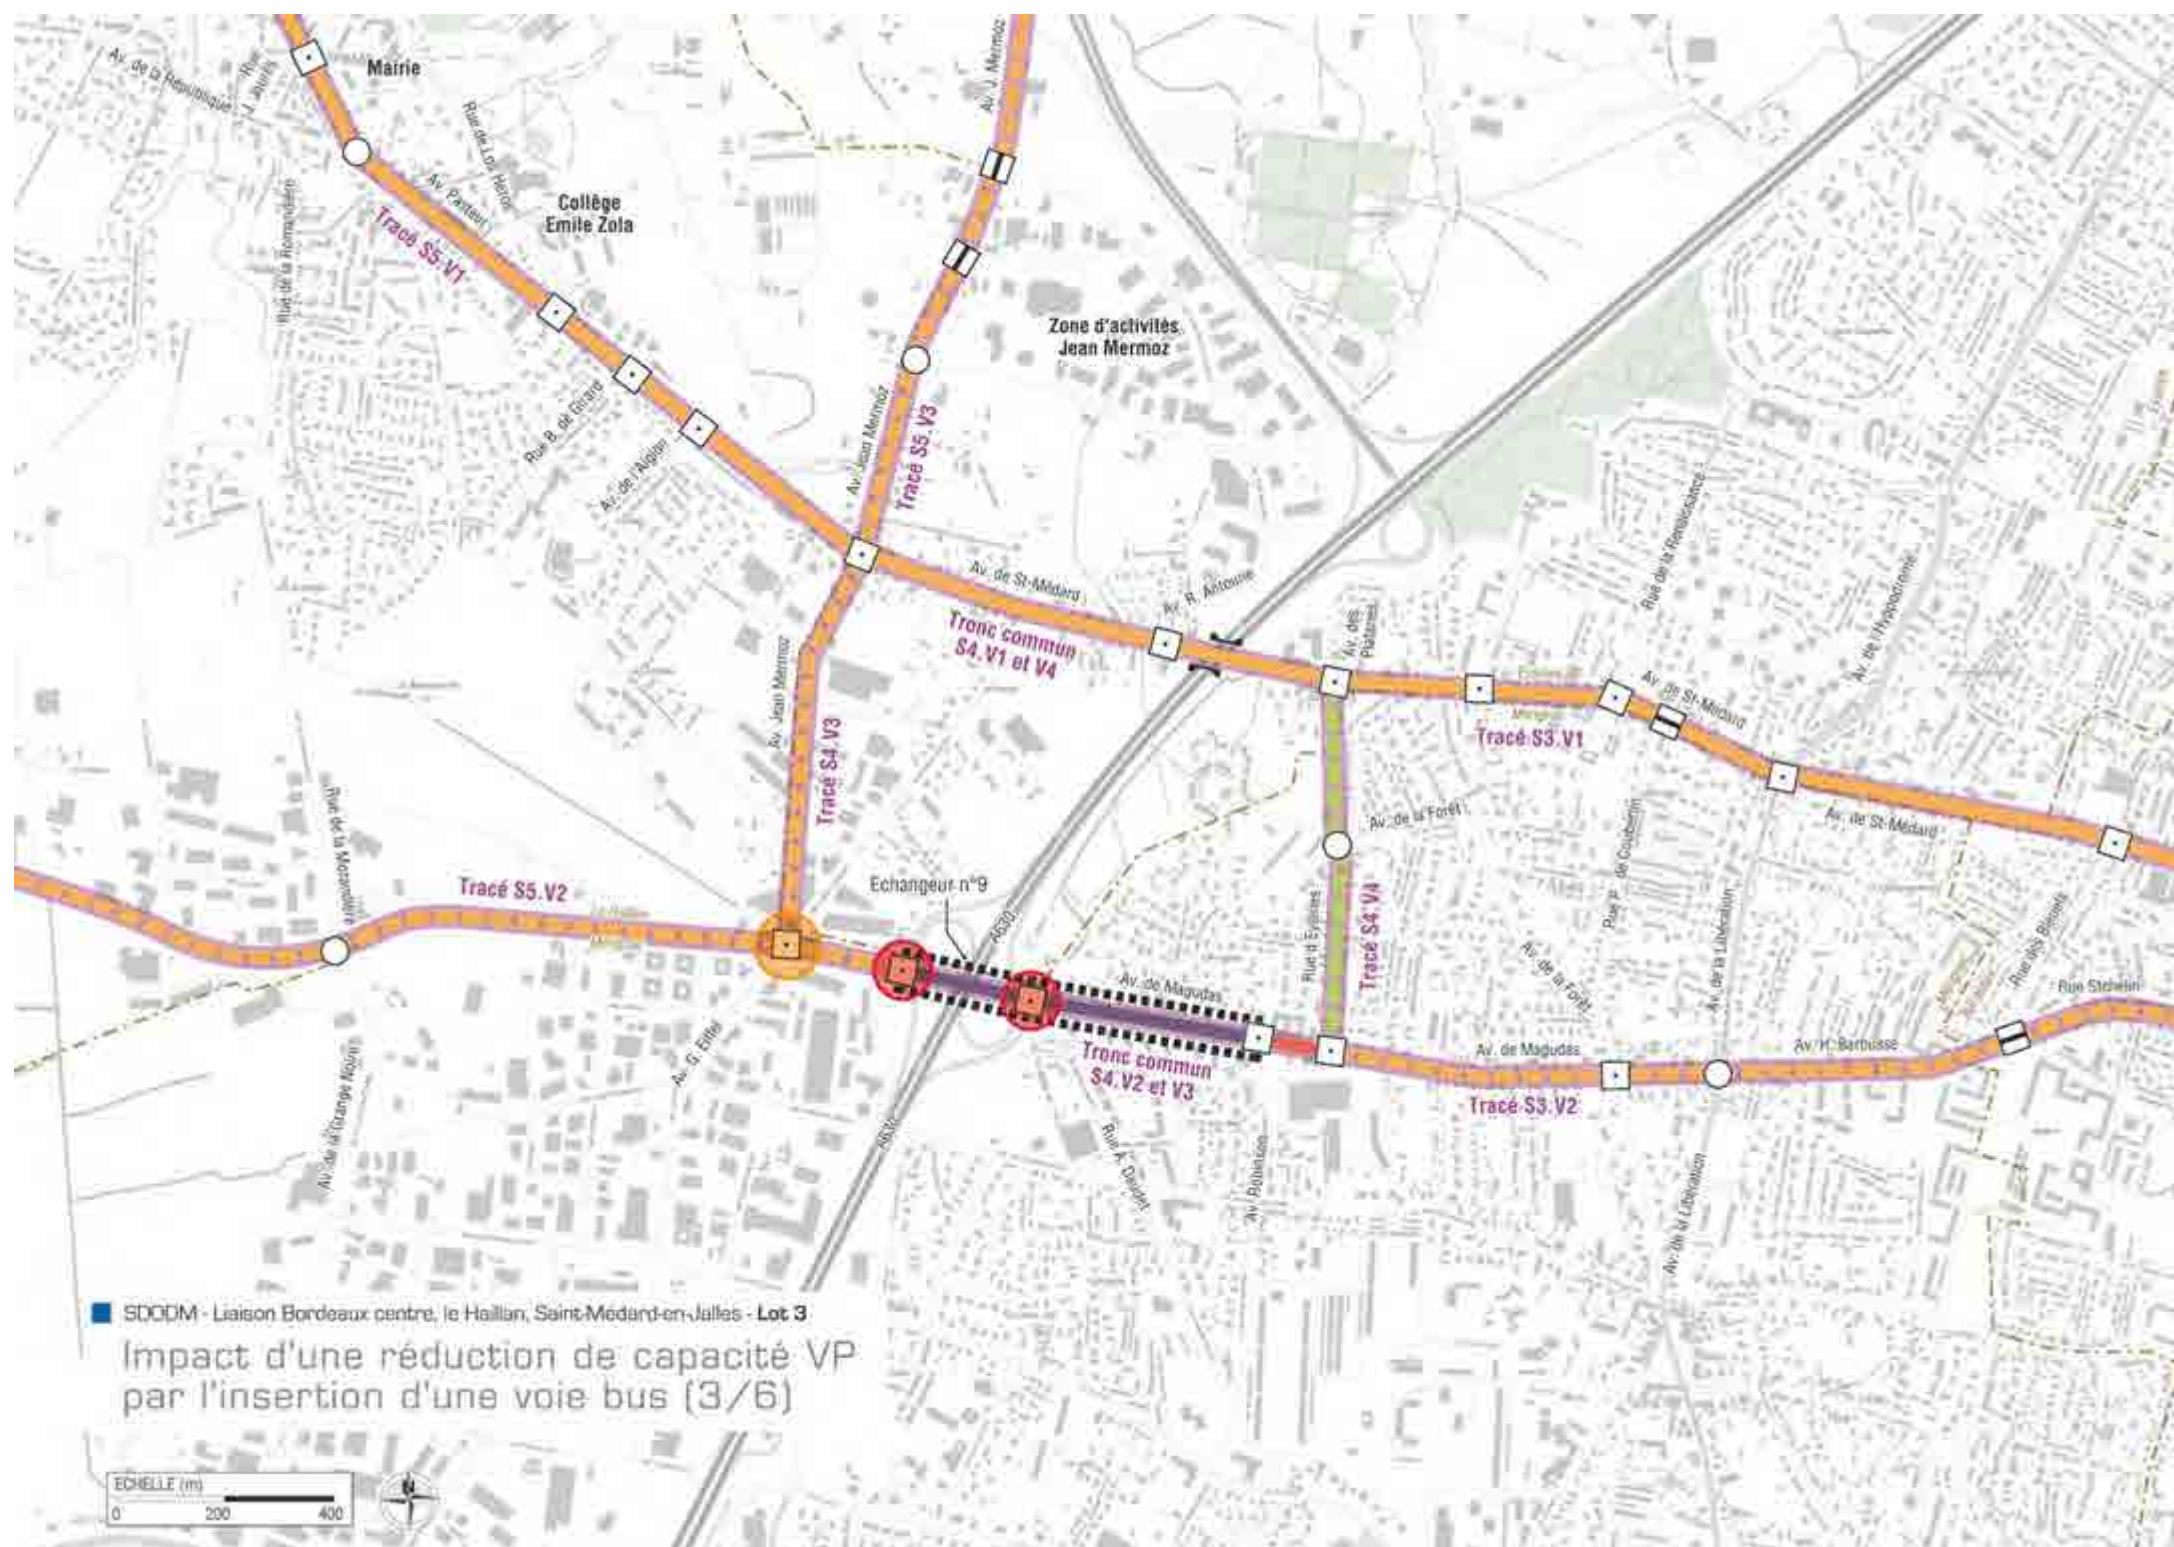 Av. de la République
Rue
J. Jaurès
Mairie
Av. J. Mermoz
Av. Pasteur
Collège
Emile Zola
Tracé S5.V1
Rue de la Romandère
Zone d'activités
Jean Mermoz
Rue B. de Girard
Av. de l'Aiglon
Av. Jean Mermoz
Tracé S5.V3
Av. de St-Médard
Av. R. Antoune
Tronc commun
S4.V1 et V4
Av. des
Platanes
Rue de la Renaissance
Av. de l'Hyppodrome
Av. de St-Médard
Tracé S3.V1
Av. Jean Mermoz
Tracé S4.V3
Av. de la Forêt
Rue P. de Coubertin
Av. de St-Médard
Rue de la Morandière
Tracé S5.V2
Echangeur n°9
A630
Av. de Magudas
Rue d'Eysines
Tracé S4.V4
Av. de la Forêt
Av. de la Libération
Rue des Bleuets
Rue Stehelin
Av. G. Eiffel
Tronc commun
S4.V2 et V3
Av. de Magudas
Av. H. Barbusse
Tracé S3.V2
Av. de la Grange Noire
A630
Rue A. Daudet
Av. Robinson
Av. de la Libération
SDODM - Liaison Bordeaux centre, le Haillan, Saint-Médard-en-Jalles - Lot 3
Impact d'une réduction de capacité VP
par l'insertion d'une voie bus (3/6)
ECHELLE (m)
0 200 400